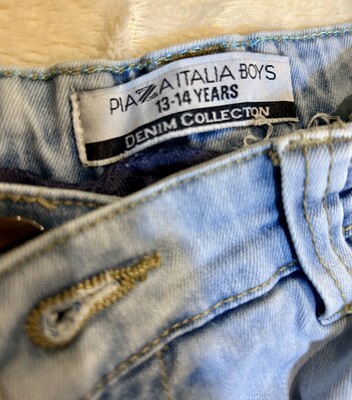 PIAZZA ITALIA BOYS
13-14 YEARS
DENIM COLLECTON